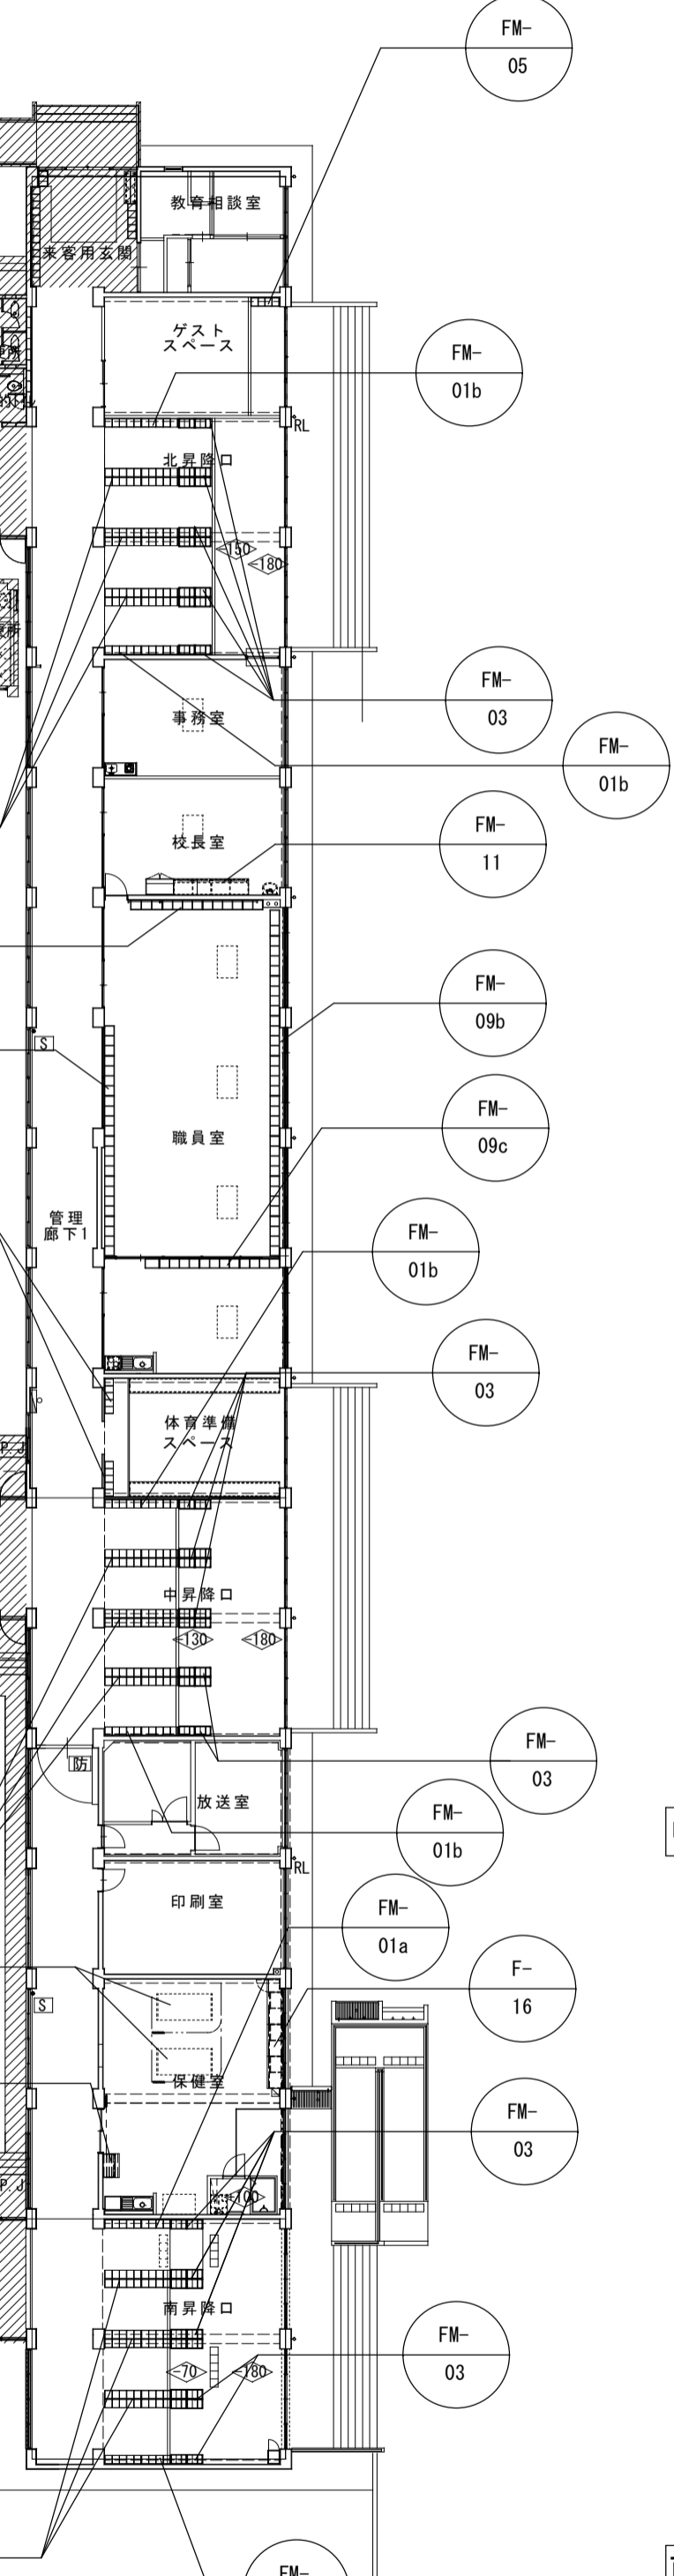 FM-
05
教育相談室
来客用玄関
ゲスト
スペース
FM-
01b
RL
北昇降口
-150
-180
FM-
03
事務室
FM-
01b
FM-
11
校長室
FM-
09b
S
FM-
09c
職員室
管理
廊下1
FM-
01b
FM-
03
体育準備
スペース
P.J
中昇降口
-130
-180
FM-
03
防
放送室
FM-
01b
RL
印刷室
FM-
01a
F-
16
S
保健室
FM-
03
P.J
-100
南昇降口
FM-
03
-70
-180
FM-